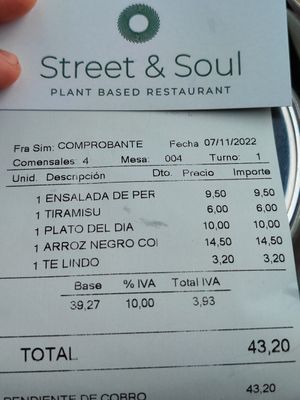 Street & Soul
PLANT BASED RESTAURANT
Fra Sim: COMPROBANTE Fecha 07/11/2022
Comensales 4 Mesa: 004 Turno: 1
Unid. Descripción Dto. Precio Importe
1 ENSALADA DE PER 9,50 9,50
1 TIRAMISU 6,00 6,00
1 PLATO DEL DIA 10,00 10,00
1 ARROZ NEGRO CO 14,50 14,50
1 TE LINDO 3,20 3,20
Base % IVA Total IVA
39,27 10,00 3,93
TOTAL 43,20
PENDIENTE DE COBRO 43,20